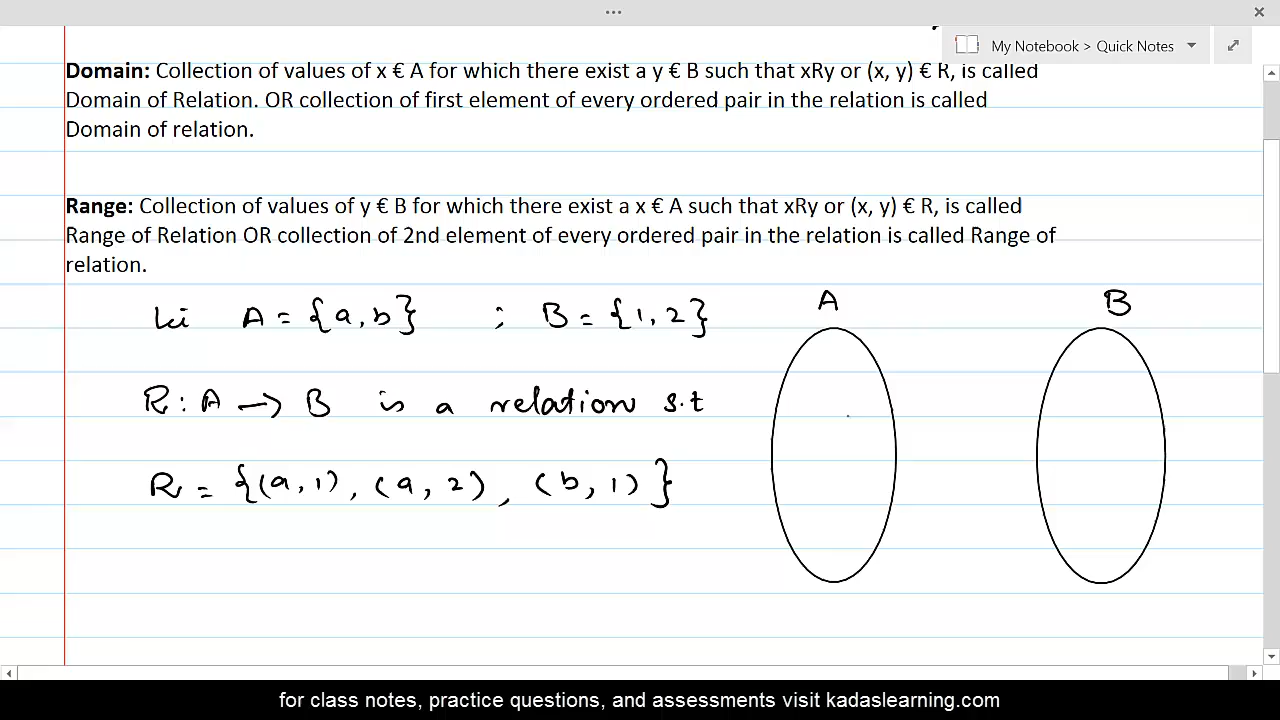 My Notebook > Quick Notes
Domain: Collection of values of x € A for which there exist a y € B such that xRy or (x, y) € R, is called
Domain of Relation. OR collection of first element of every ordered pair in the relation is called
Domain of relation.
Range: Collection of values of y € B for which there exist a x € A such that xRy or (x, y) € R, is called
Range of Relation OR collection of 2nd element of every ordered pair in the relation is called Range of
relation.
A = {a, b} ; B = {1, 2}
A B
R : A → B is a relation s.t
R = {(a, 1), (a, 2), (b, 1)}
for class notes, practice questions, and assessments visit kadaslearning.com